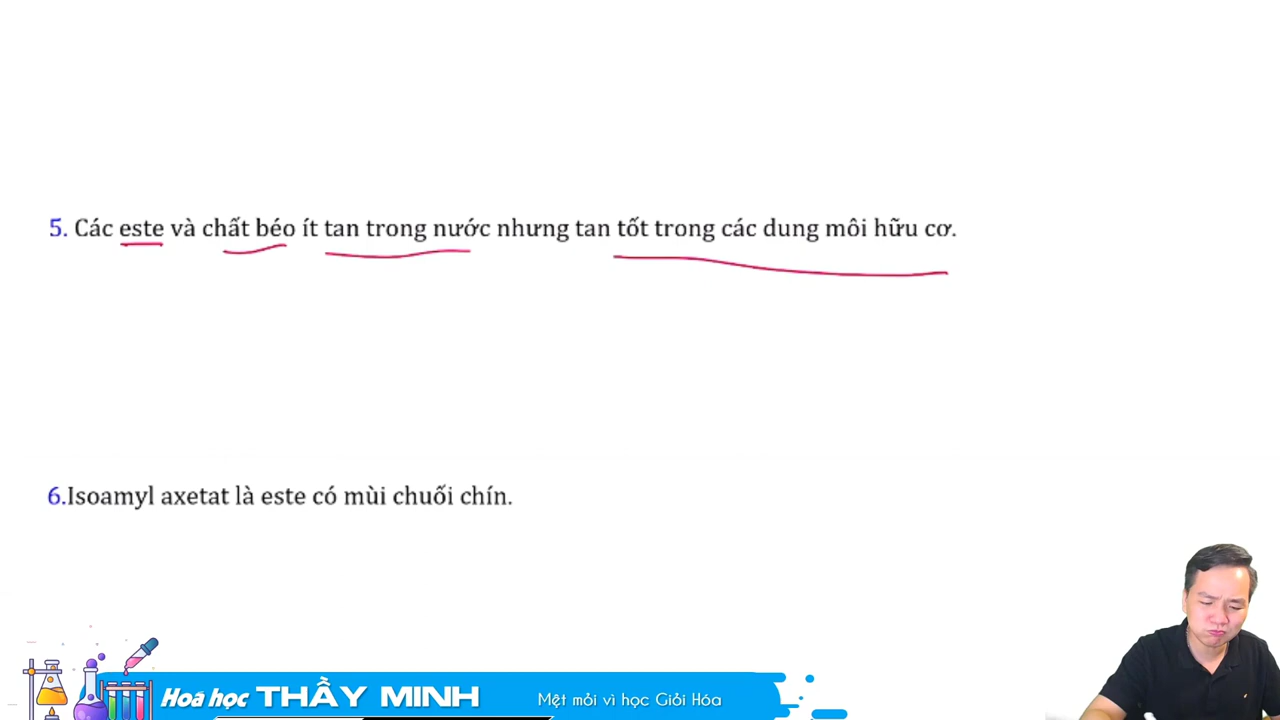 5. Các este và chất béo ít tan trong nước nhưng tan tốt trong các dung môi hữu cơ.
6.Isoamyl axetat là este có mùi chuối chín.
Hoá học THẦY MINH
Mệt mỏi vì học Giỏi Hóa